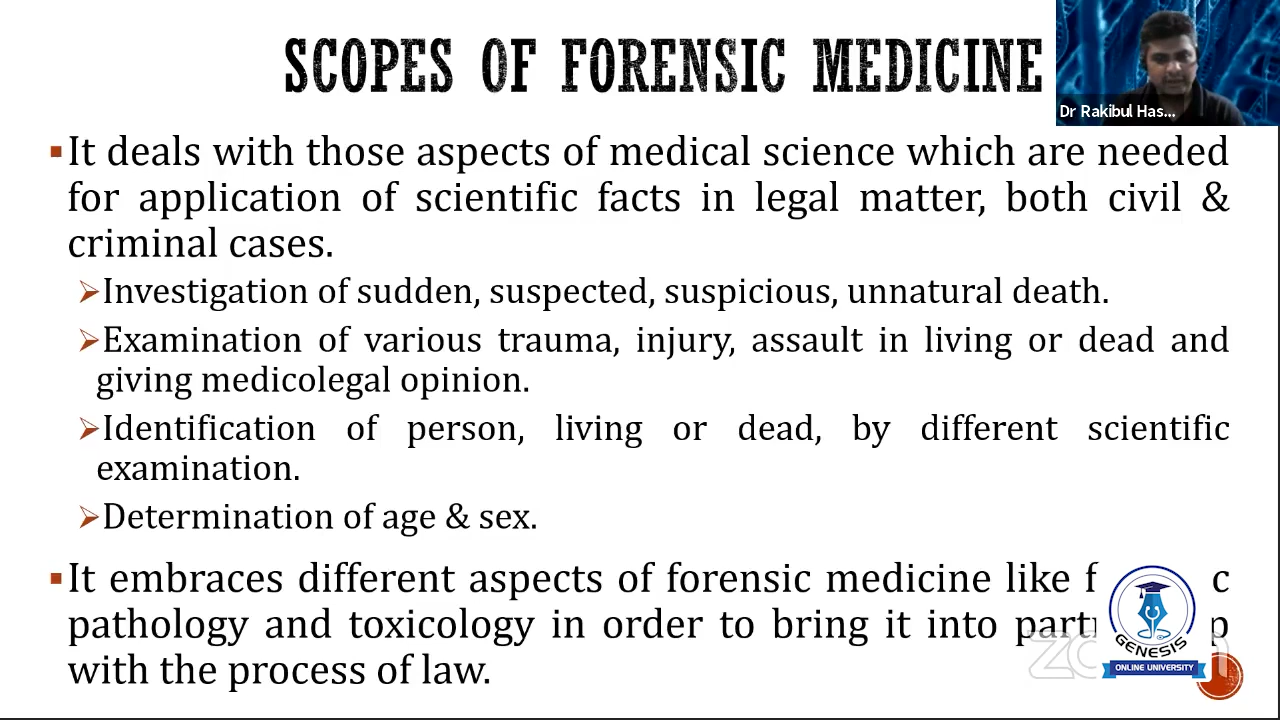 SCOPES OF FORENSIC MEDICINE
Dr Rakibul Has...
▪It deals with those aspects of medical science which are needed
for application of scientific facts in legal matter, both civil &
criminal cases.
➢Investigation of sudden, suspected, suspicious, unnatural death.
➢Examination of various trauma, injury, assault in living or dead and
giving medicolegal opinion.
➢Identification of person, living or dead, by different scientific
examination.
➢Determination of age & sex.
▪It embraces different aspects of forensic medicine like
pathology and toxicology in order to bring it into
with the process of law.
GENESIS
ONLINE UNIVERSITY